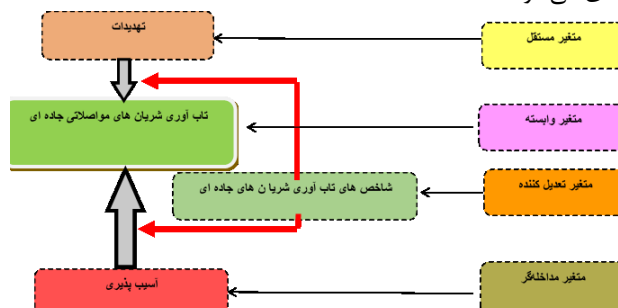 تهدیدات
متغیر مستقل
تاب آوری شریان های مواصلاتی جاده ای
متغیر وابسته
شاخص های تاب آوری شریا ن های جاده ای
متغیر تعدیل کننده
آسیب پذیری
متغیر مداخله‌گر